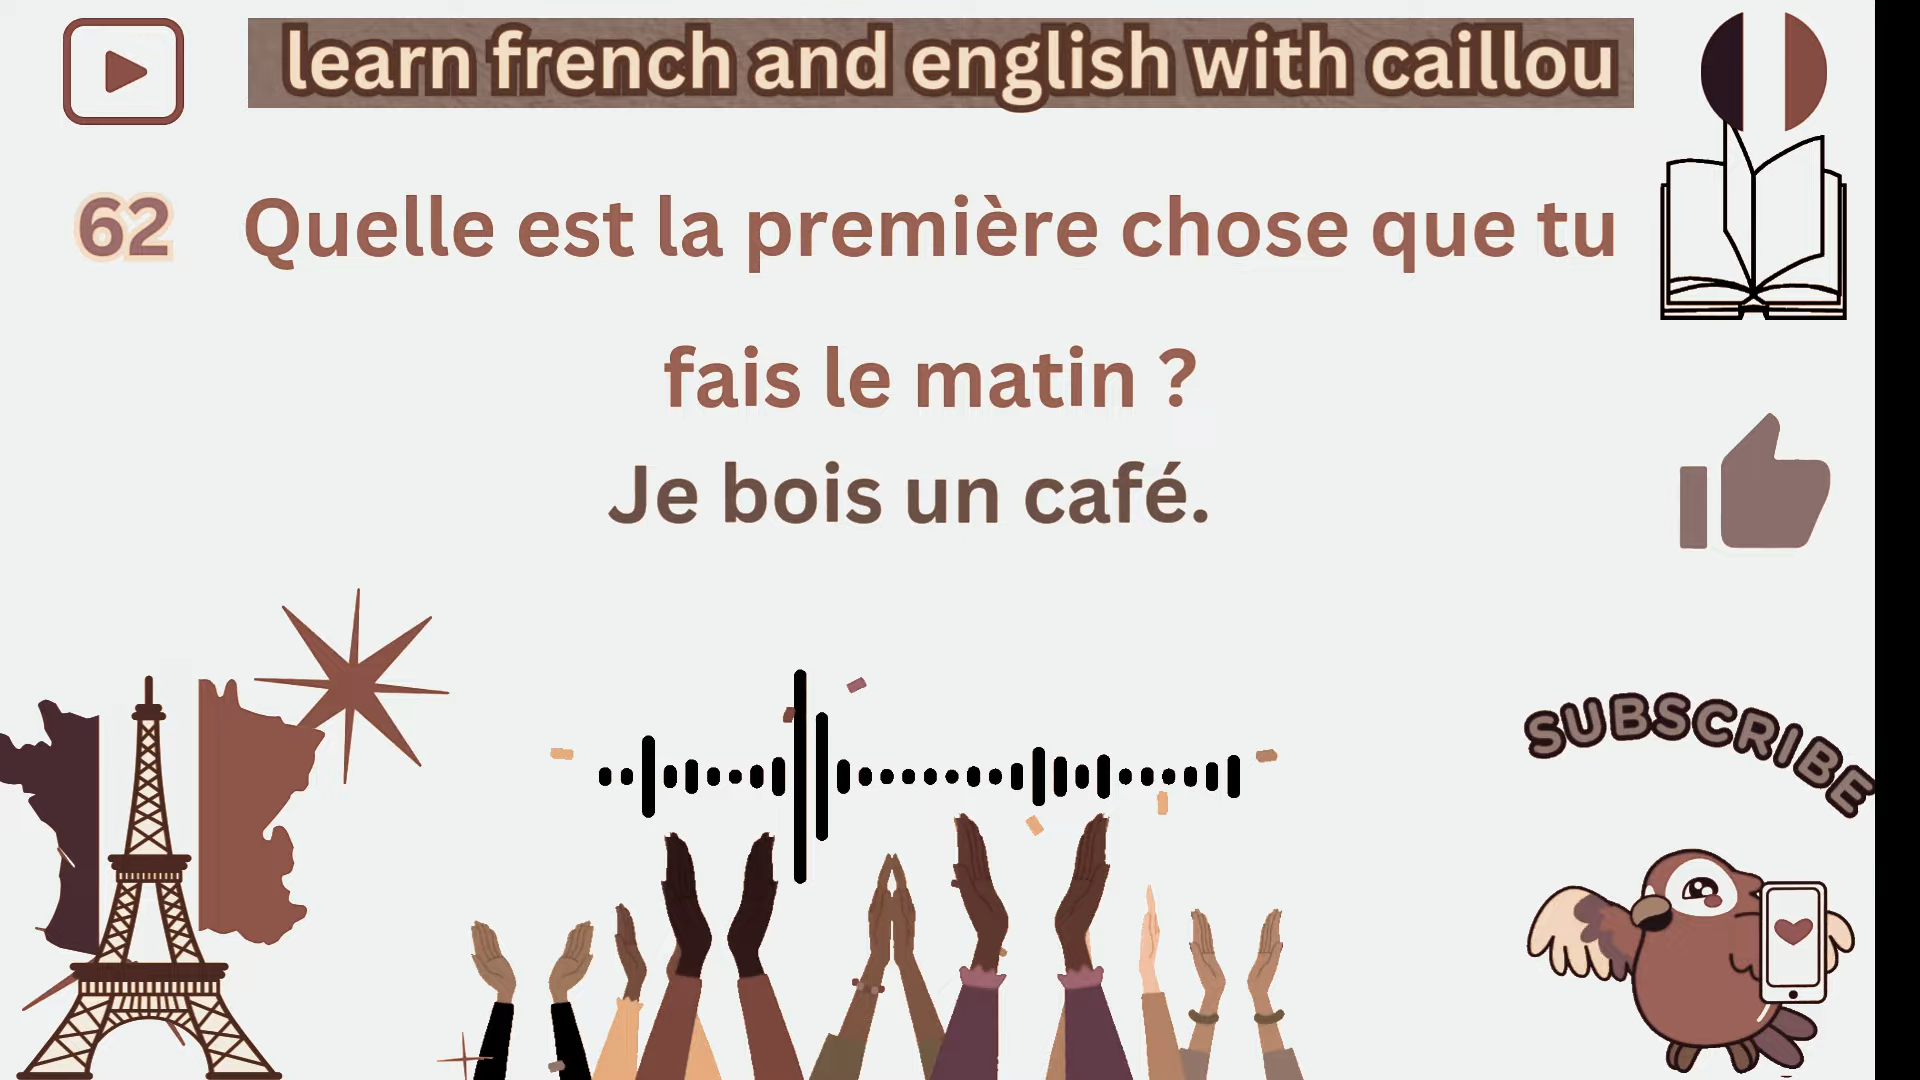 learn french and english with caillou
62 Quelle est la première chose que tu
fais le matin ?
Je bois un café.
SUBSCRIBE